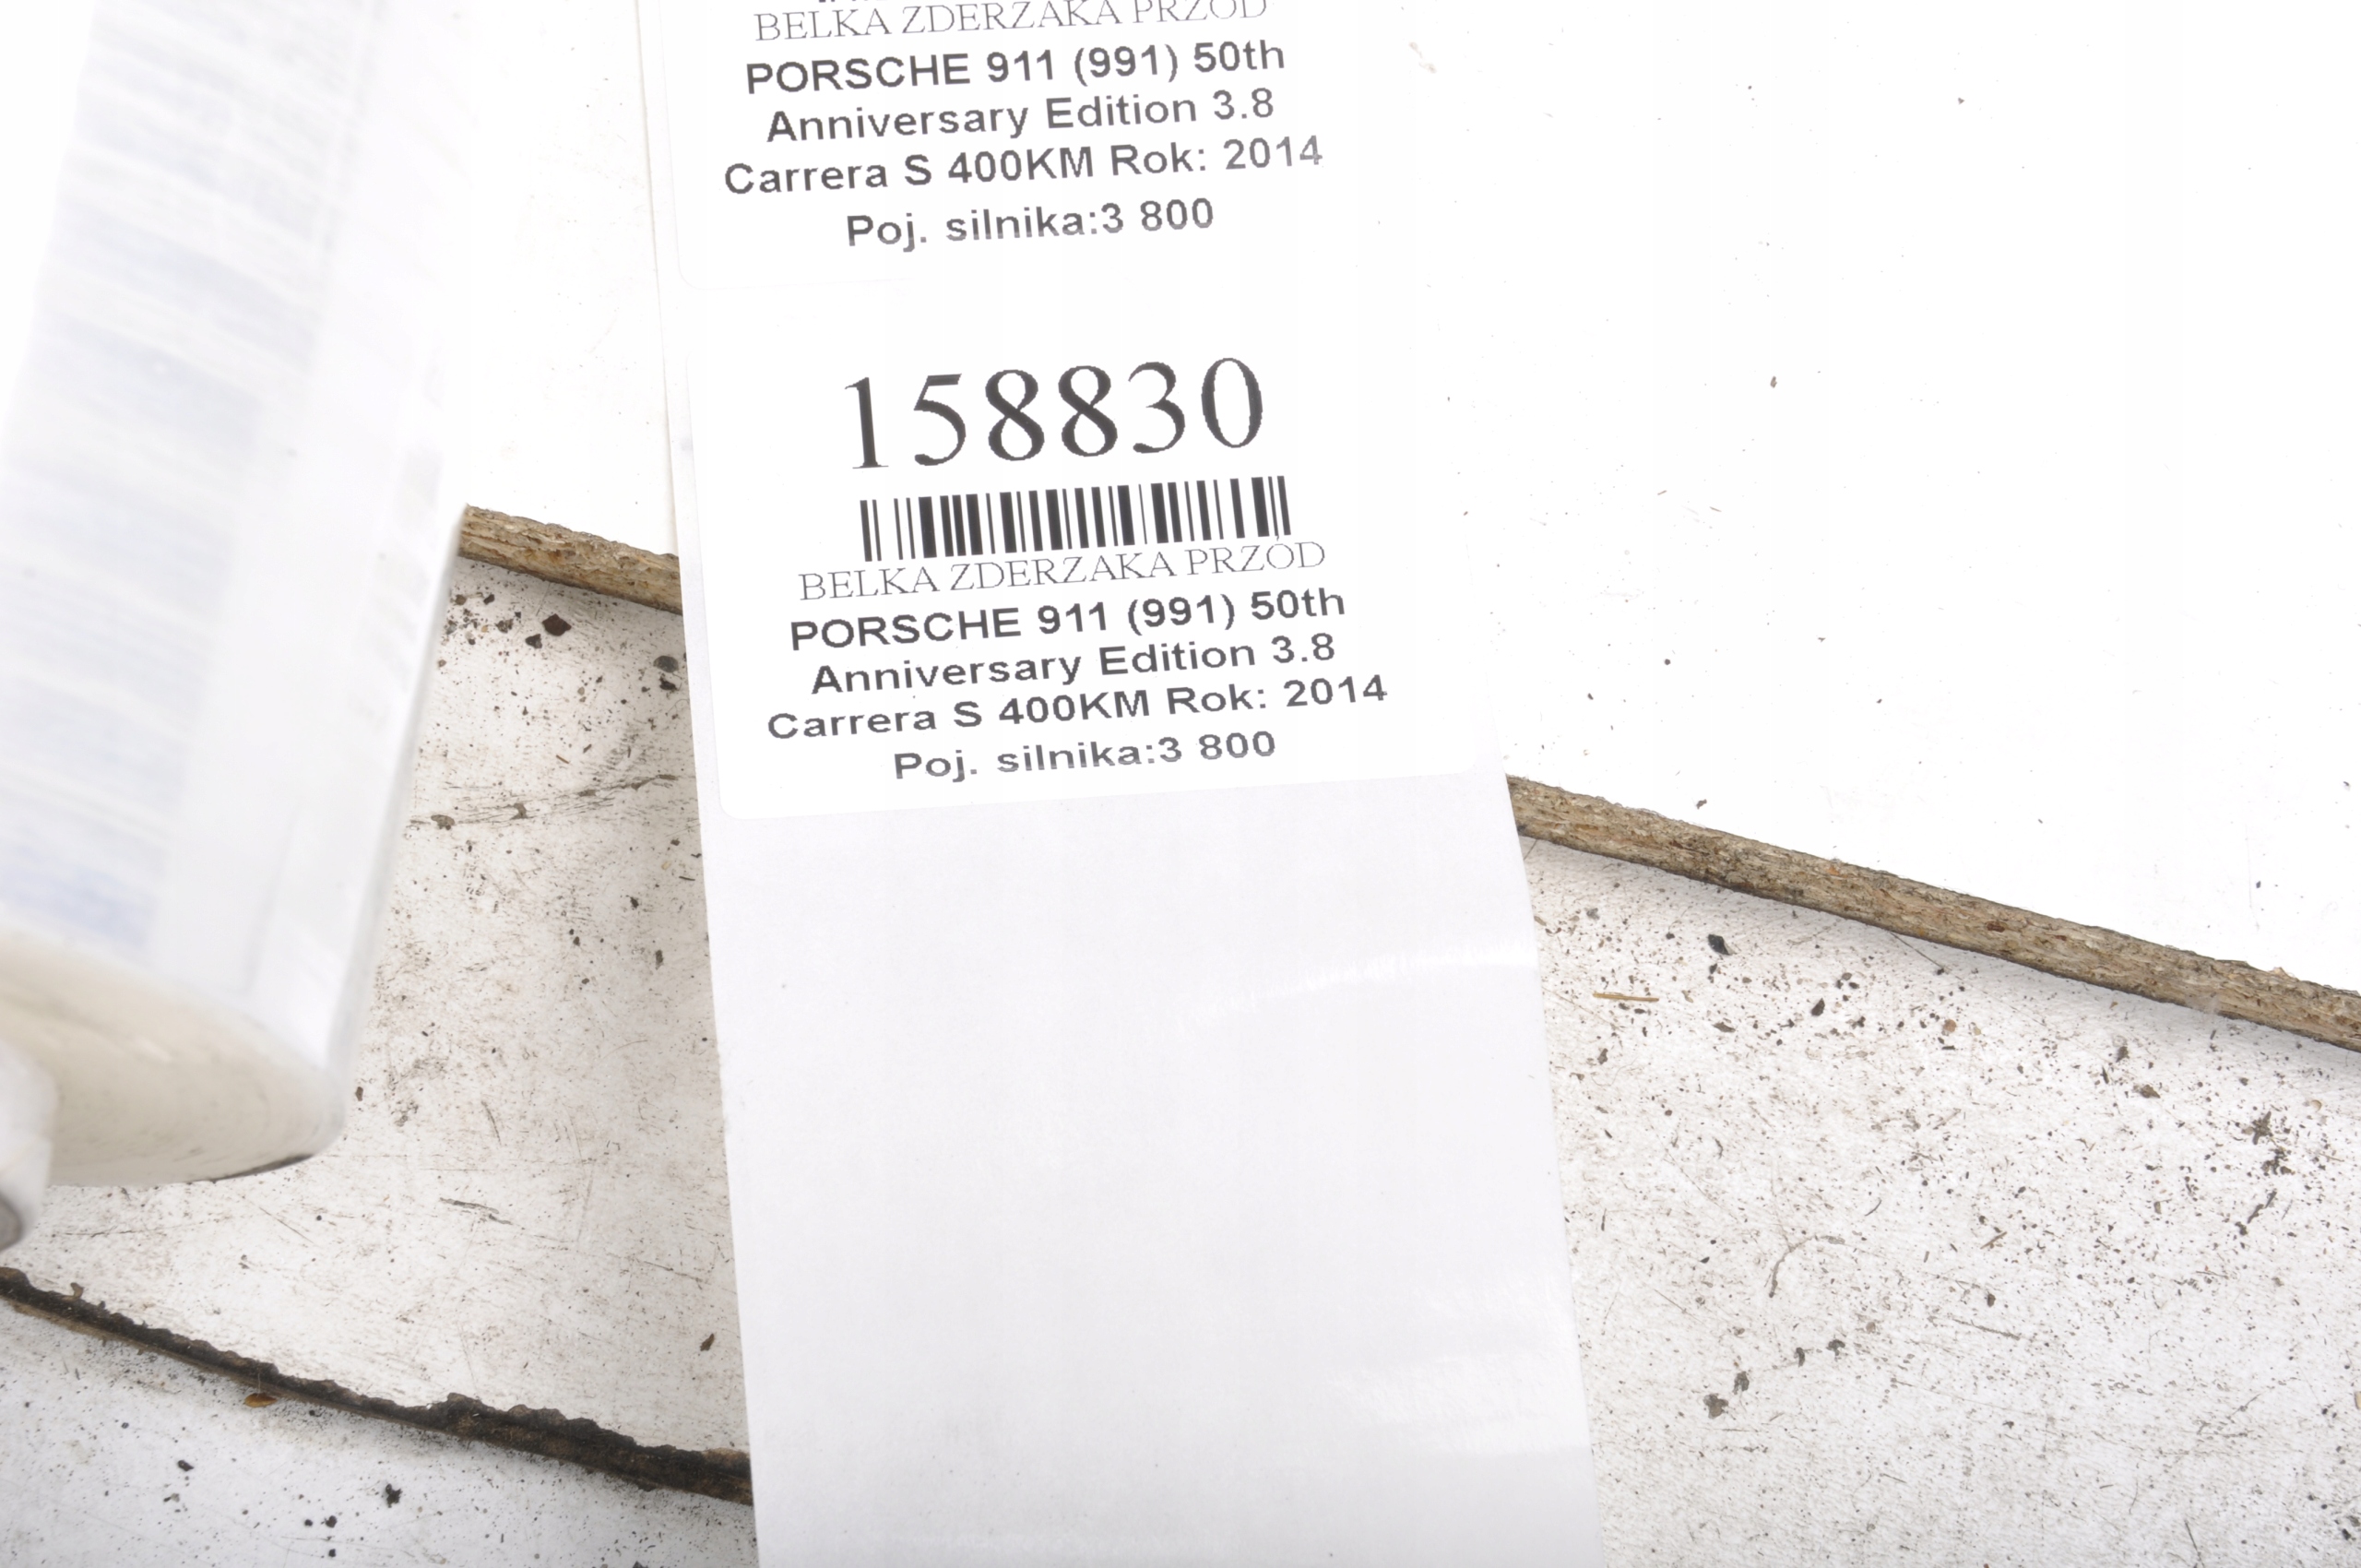 BELKA ZDERZAKA PRZÓD
PORSCHE 911 (991) 50th
Anniversary Edition 3.8
Carrera S 400KM Rok: 2014
Poj. silnika:3 800
158830
BELKA ZDERZAKA PRZÓD
PORSCHE 911 (991) 50th
Anniversary Edition 3.8
Carrera S 400KM Rok: 2014
Poj. silnika:3 800